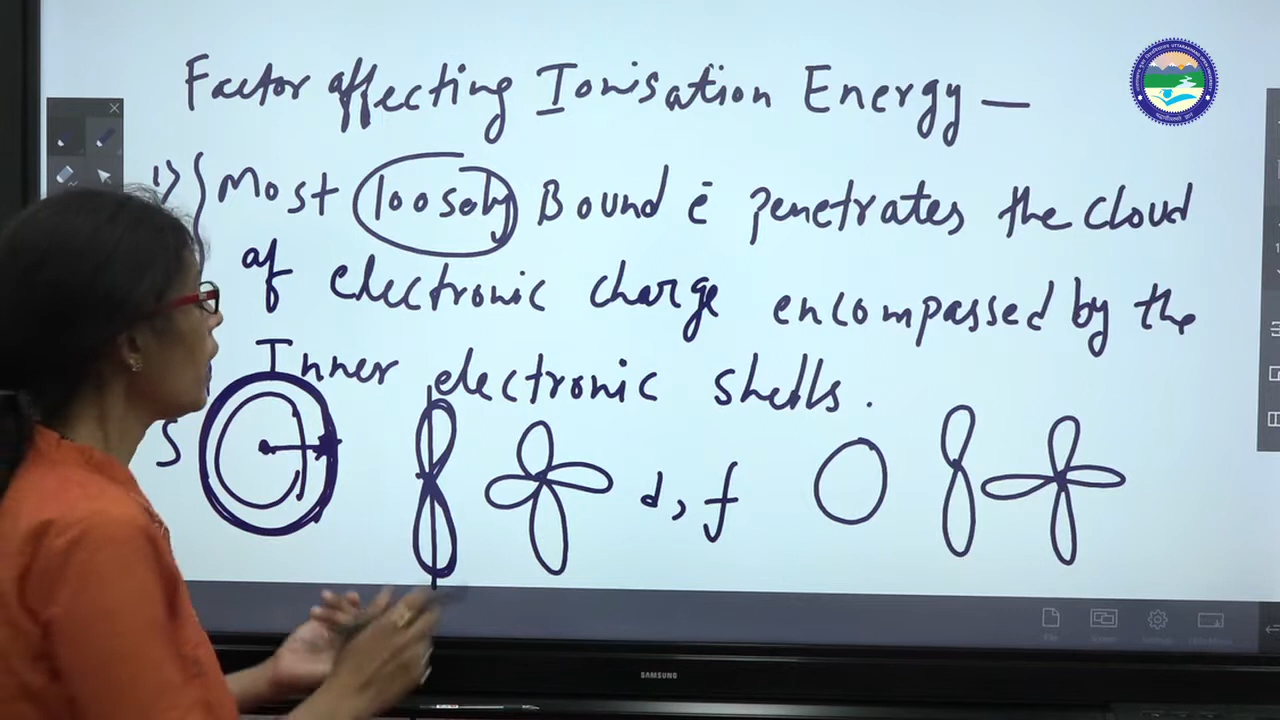 Factor affecting Ionisation Energy —
1) Most loosely Bound ē penetrates the cloud
of electronic charge encompassed by the
Inner electronic shells.
S
d, f
SAMSUNG